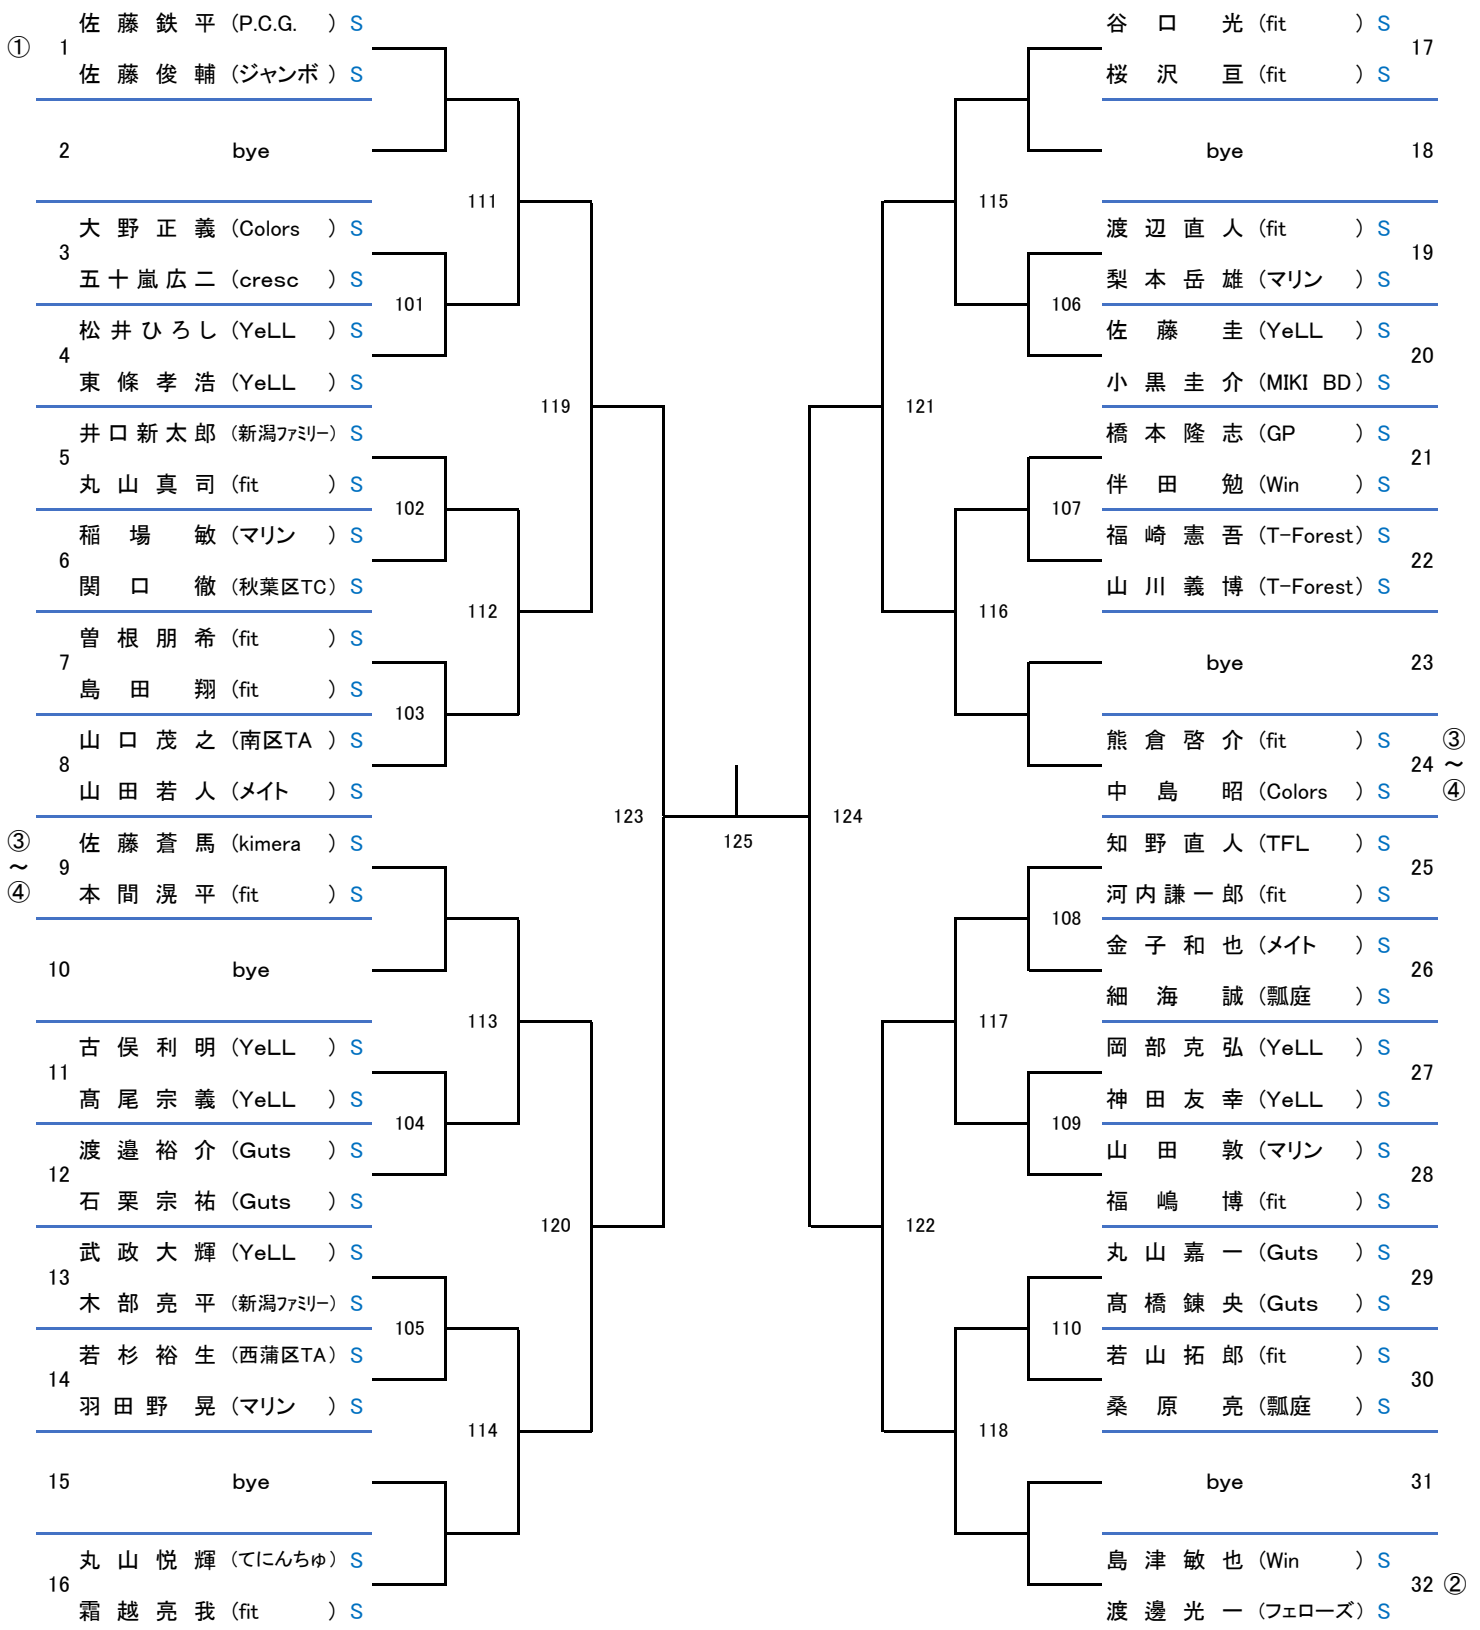 ① 1 佐藤鉄平 (P.C.G. ) S
佐藤俊輔 (ジャンボ ) S
2 bye
111
3 大野正義 (Colors ) S
五十嵐広二 (cresc ) S
101
4 松井ひろし (YeLL ) S
東條孝浩 (YeLL ) S
119
5 井口新太郎 (新潟ファミリー) S
丸山真司 (fit ) S
102
6 稲場敏 (マリン ) S
関口徹 (秋葉区TC) S
112
7 曽根朋希 (fit ) S
島田翔 (fit ) S
103
8 山口茂之 (南区TA ) S
山田若人 (メイト ) S
123
③~④ 9 佐藤蒼馬 (kimera ) S
本間滉平 (fit ) S
10 bye
113
11 古俣利明 (YeLL ) S
髙尾宗義 (YeLL ) S
104
12 渡邉裕介 (Guts ) S
石栗宗祐 (Guts ) S
120
13 武政大輝 (YeLL ) S
木部亮平 (新潟ファミリー) S
105
14 若杉裕生 (西蒲区TA) S
羽田野晃 (マリン ) S
114
15 bye
16 丸山悦輝 (てにんちゅ) S
霜越亮我 (fit ) S
125
谷口光 (fit ) S 17
桜沢亘 (fit ) S
bye 18
115
渡辺直人 (fit ) S 19
梨本岳雄 (マリン ) S
106
佐藤圭 (YeLL ) S 20
小黒圭介 (MIKI BD) S
121
橋本隆志 (GP ) S 21
伴田勉 (Win ) S
107
福崎憲吾 (T-Forest) S 22
山川義博 (T-Forest) S
116
bye 23
熊倉啓介 (fit ) S 24 ③~④
中島昭 (Colors ) S
124
知野直人 (TFL ) S 25
河内謙一郎 (fit ) S
108
金子和也 (メイト ) S 26
細海誠 (瓢庭 ) S
117
岡部克弘 (YeLL ) S 27
神田友幸 (YeLL ) S
109
山田敦 (マリン ) S 28
福嶋博 (fit ) S
122
丸山嘉一 (Guts ) S 29
髙橋錬央 (Guts ) S
110
若山拓郎 (fit ) S 30
桑原亮 (瓢庭 ) S
118
bye 31
島津敏也 (Win ) S 32 ②
渡邊光一 (フェローズ) S